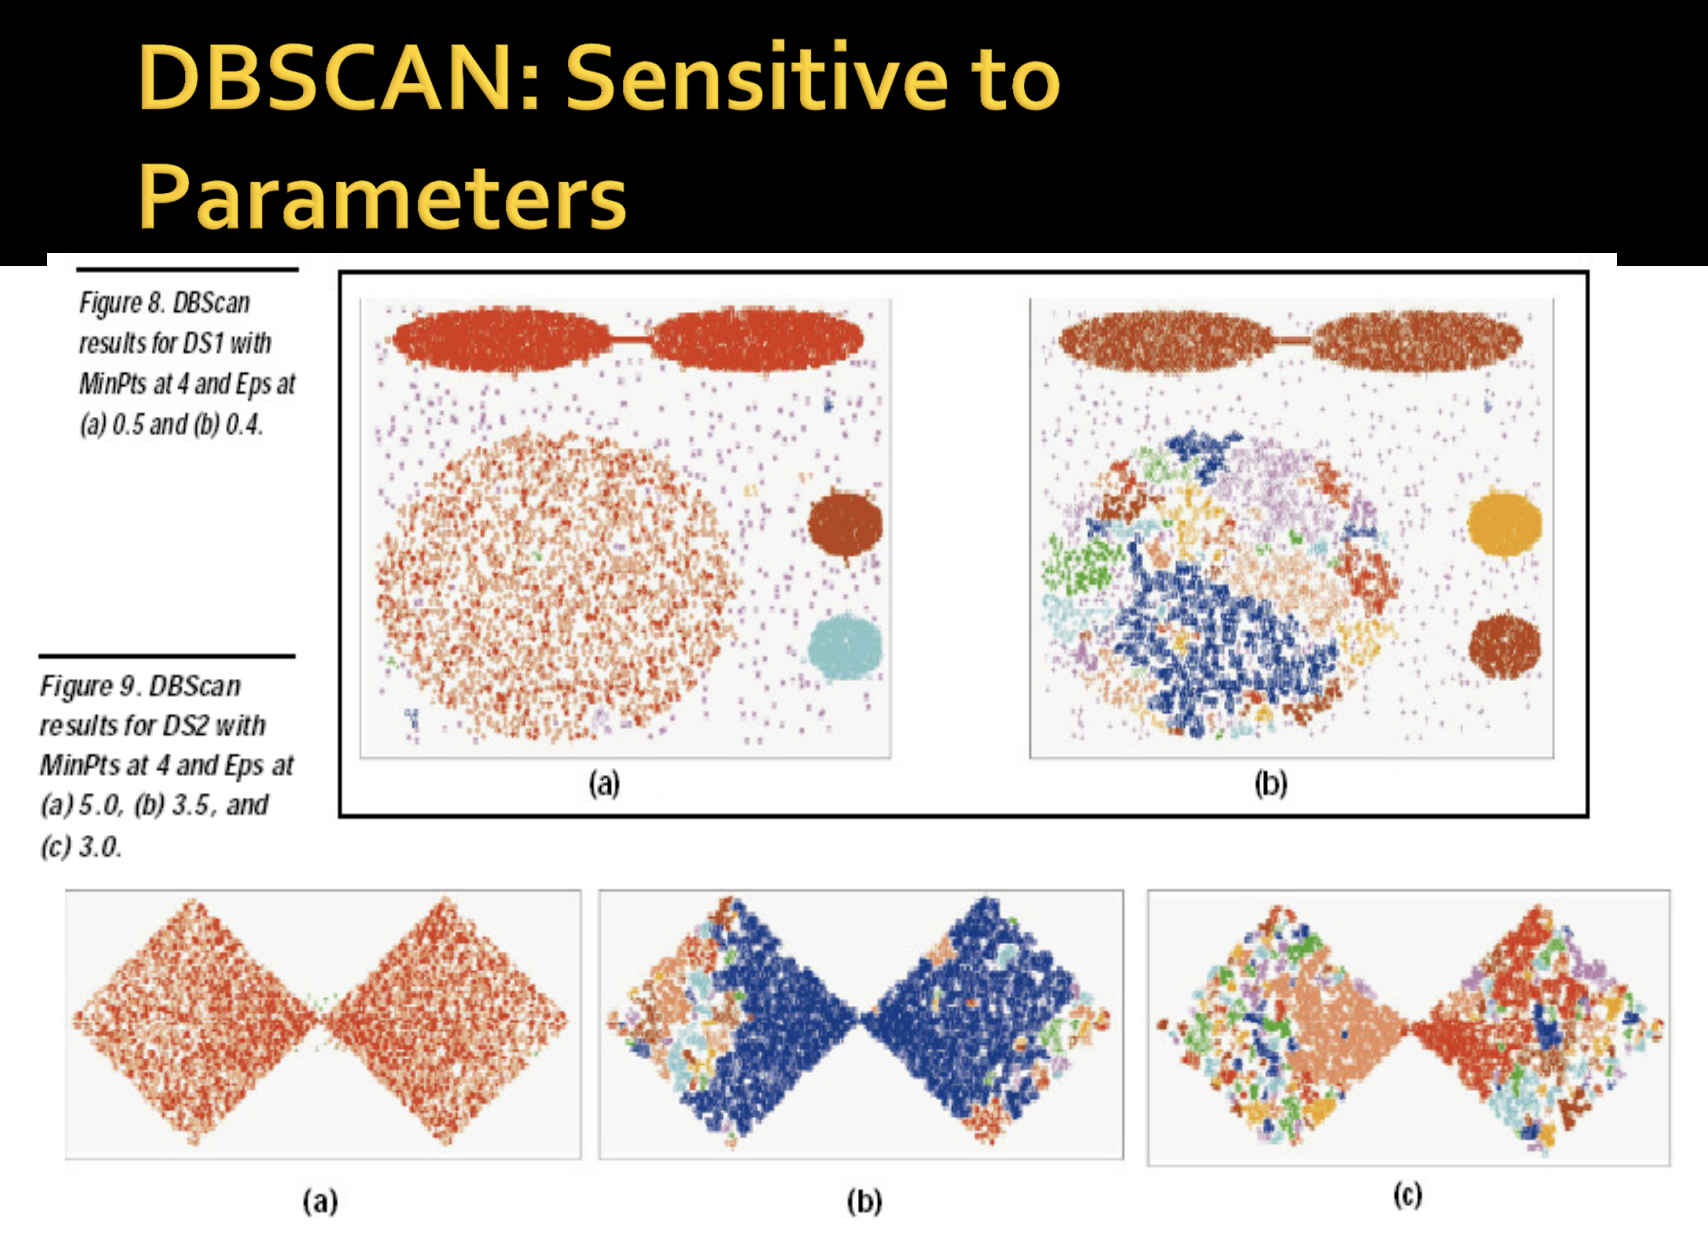 DBSCAN: Sensitive to
Parameters
Figure 8. DBScan
results for DS1 with
MinPts at 4 and Eps at
(a) 0.5 and (b) 0.4.
(a)
(b)
Figure 9. DBScan
results for DS2 with
MinPts at 4 and Eps at
(a) 5.0, (b) 3.5, and
(c) 3.0.
(a)
(b)
(c)